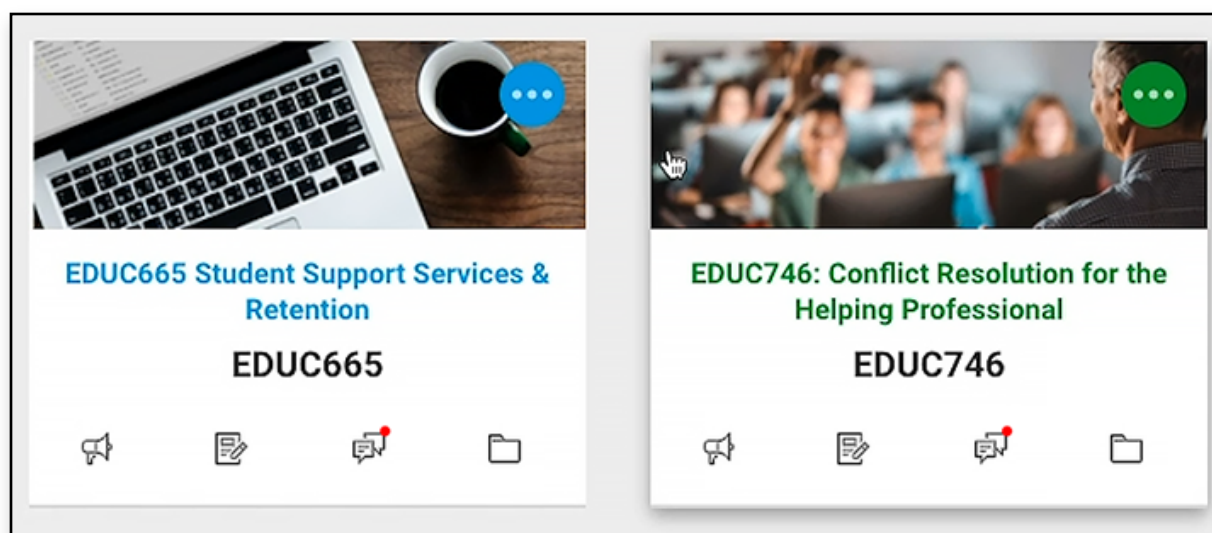 EDUC665 Student Support Services &
Retention
EDUC665
EDUC746: Conflict Resolution for the
Helping Professional
EDUC746